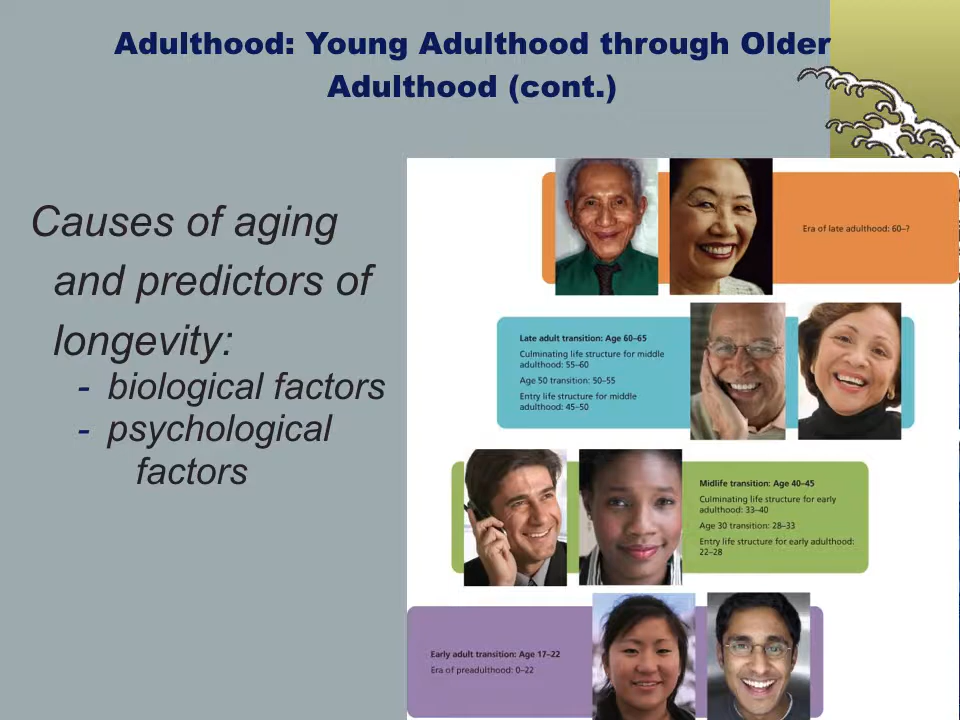 Adulthood: Young Adulthood through Older
Adulthood (cont.)
Causes of aging
and predictors of
longevity:
- biological factors
- psychological
factors
Era of late adulthood: 60–?
Late adult transition: Age 60–65
Culminating life structure for middle
adulthood: 55–60
Age 50 transition: 50–55
Entry life structure for middle
adulthood: 45–50
Midlife transition: Age 40–45
Culminating life structure for early
adulthood: 33–40
Age 30 transition: 28–33
Entry life structure for early adulthood:
22–28
Early adult transition: Age 17–22
Era of preadulthood: 0–22